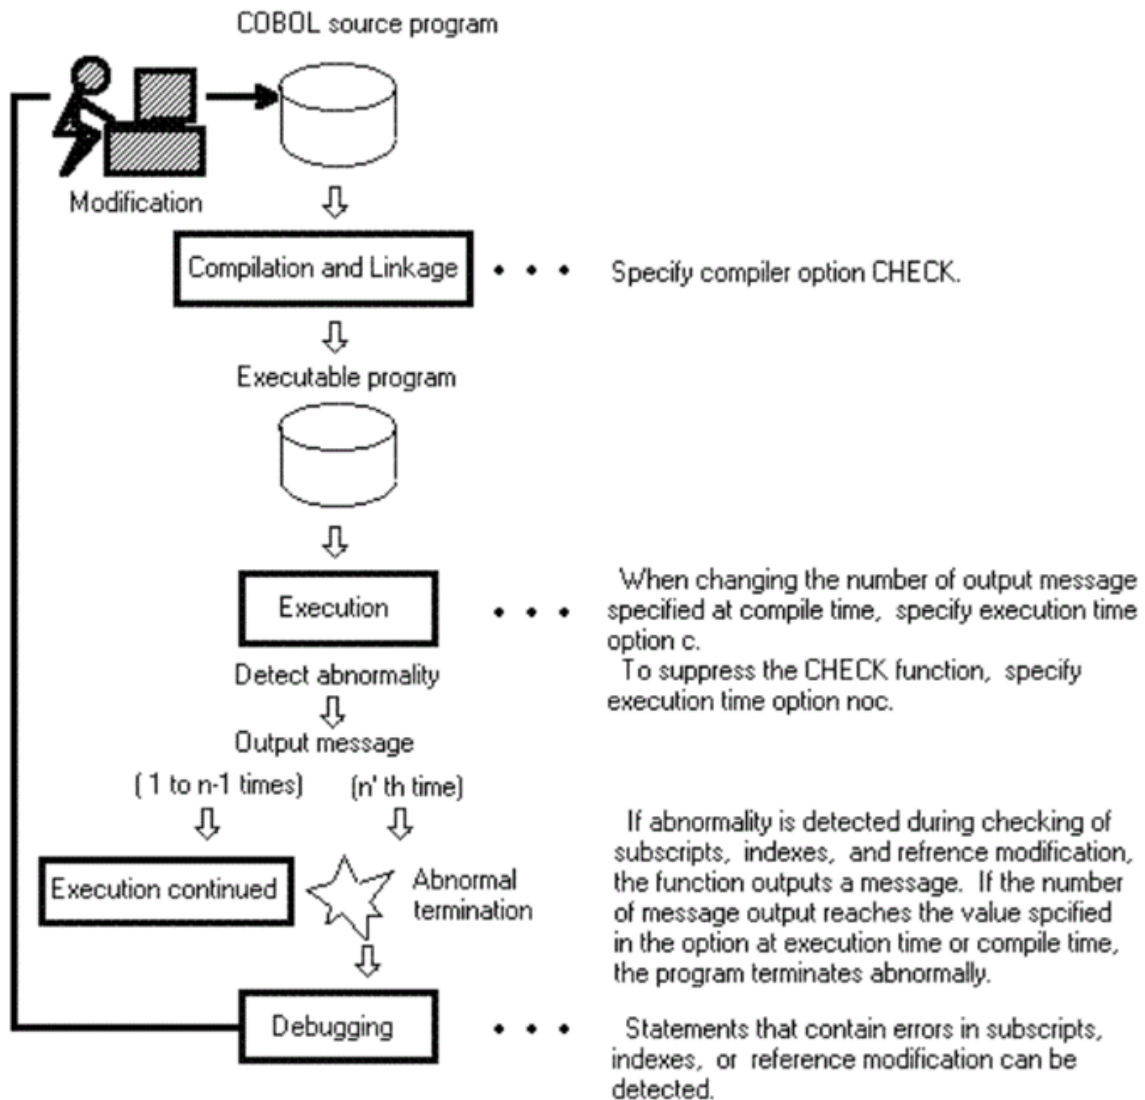 COBOL source program
Modification
Compilation and Linkage
• • •
Specify compiler option CHECK.
Executable program
Execution
• • •
When changing the number of output message
specified at compile time, specify execution time
option c.
To suppress the CHECK function, specify
execution time option noc.
Detect abnormality
Output message
( 1 to n-1 times)
(n' th time)
Execution continued
Abnormal
termination
If abnormality is detected during checking of
subscripts, indexes, and refrence modification,
the function outputs a message. If the number
of message output reaches the value spcified
in the option at execution time or compile time,
the program terminates abnormally.
Debugging
• • •
Statements that contain errors in subscripts,
indexes, or reference modification can be
detected.